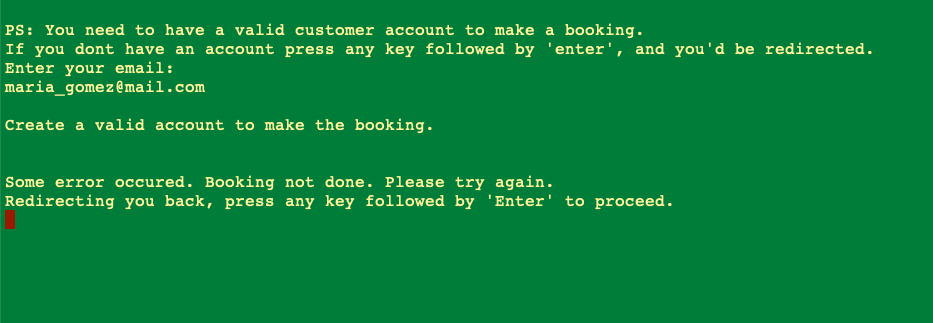 PS: You need to have a valid customer account to make a booking.
If you dont have an account press any key followed by 'enter', and you'd be redirected.
Enter your email:
maria_gomez@mail.com
Create a valid account to make the booking.
Some error occured. Booking not done. Please try again.
Redirecting you back, press any key followed by 'Enter' to proceed.